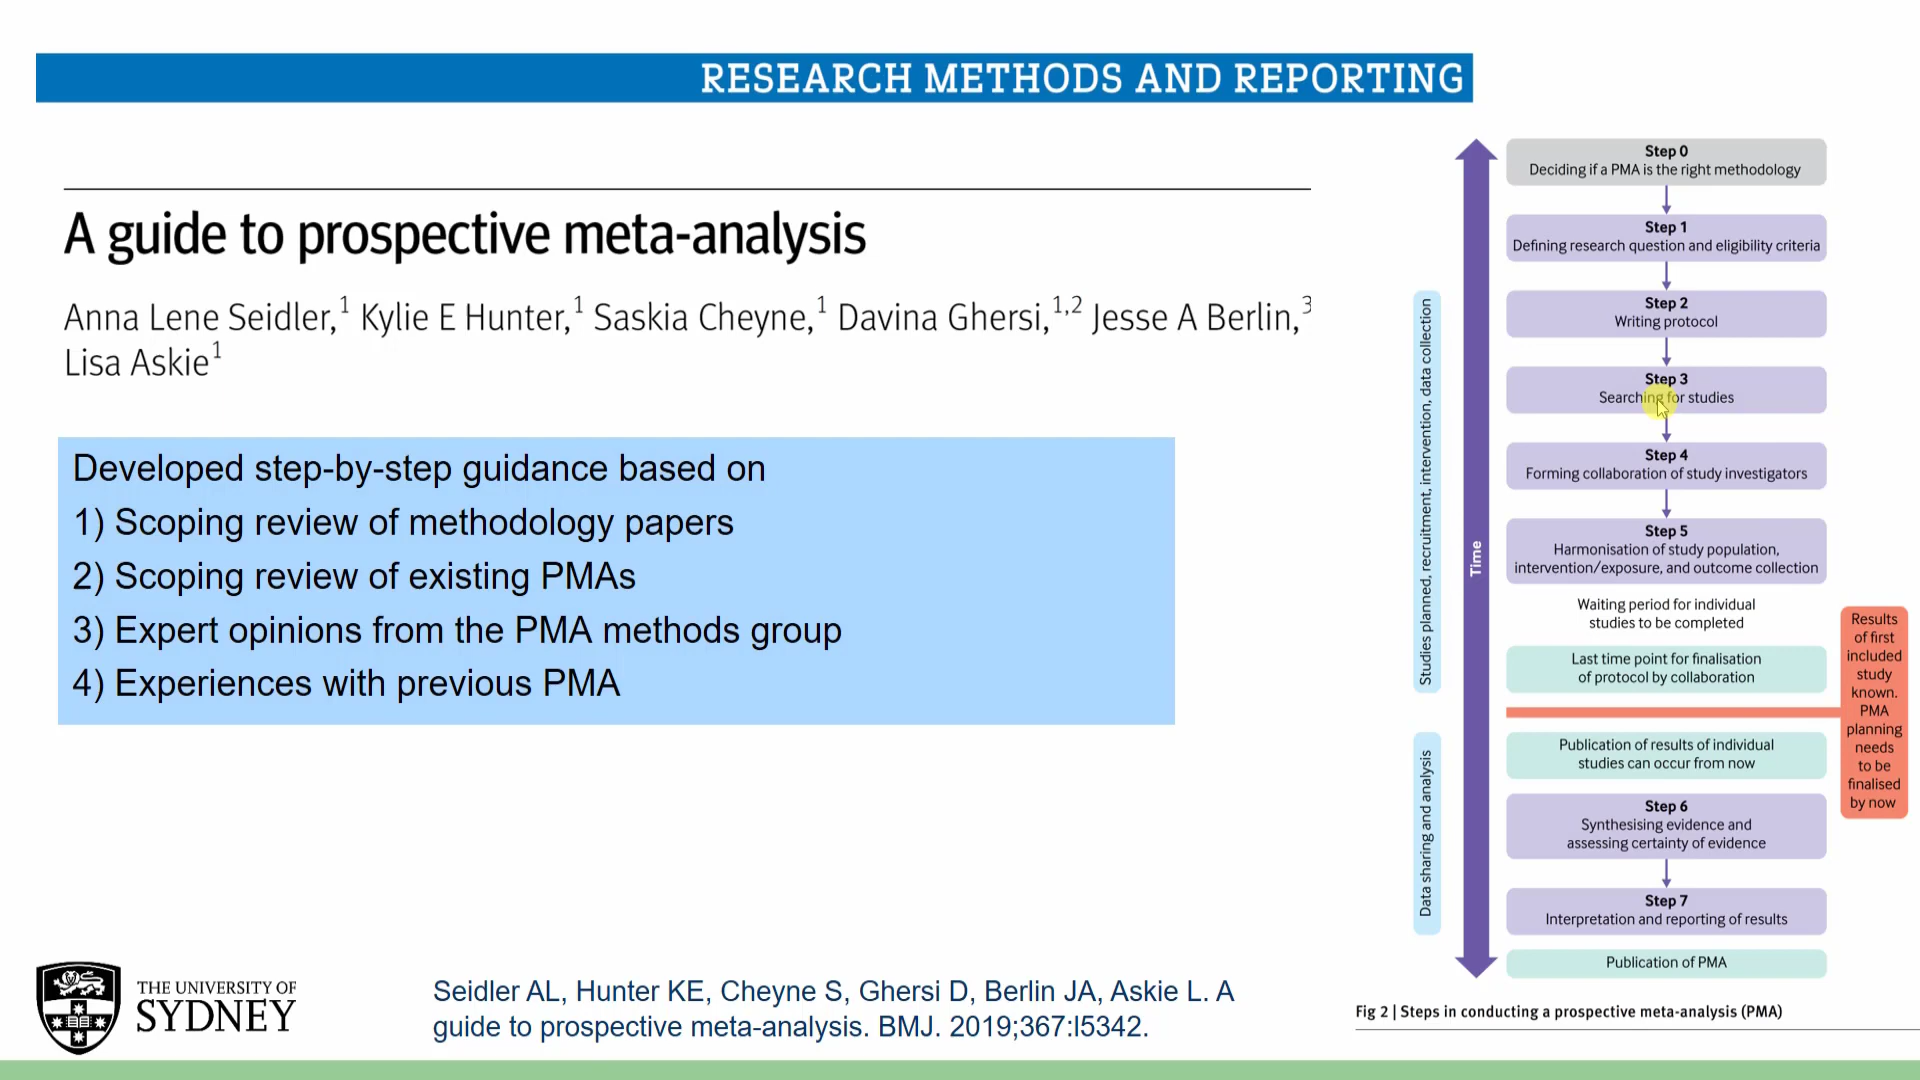 RESEARCH METHODS AND REPORTING
A guide to prospective meta-analysis
Anna Lene Seidler,1 Kylie E Hunter,1 Saskia Cheyne,1 Davina Ghersi,1,2 Jesse A Berlin,3
Lisa Askie1
Developed step-by-step guidance based on
1) Scoping review of methodology papers
2) Scoping review of existing PMAs
3) Expert opinions from the PMA methods group
4) Experiences with previous PMA
THE UNIVERSITY OF
SYDNEY
Seidler AL, Hunter KE, Cheyne S, Ghersi D, Berlin JA, Askie L. A
guide to prospective meta-analysis. BMJ. 2019;367:l5342.
Studies planned, recruitment, intervention, data collection
Data sharing and analysis
Time
Step 0
Deciding if a PMA is the right methodology
Step 1
Defining research question and eligibility criteria
Step 2
Writing protocol
Step 3
Searching for studies
Step 4
Forming collaboration of study investigators
Step 5
Harmonisation of study population,
intervention/exposure, and outcome collection
Waiting period for individual
studies to be completed
Last time point for finalisation
of protocol by collaboration
Publication of results of individual
studies can occur from now
Step 6
Synthesising evidence and
assessing certainty of evidence
Step 7
Interpretation and reporting of results
Publication of PMA
Results
of first
included
study
known.
PMA
planning
needs
to be
finalised
by now
Fig 2 | Steps in conducting a prospective meta-analysis (PMA)